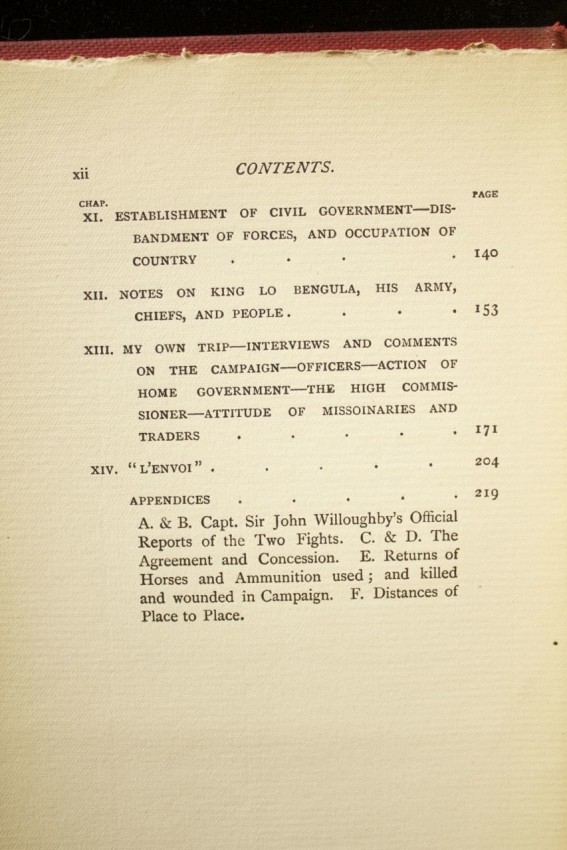 xii CONTENTS.
CHAP. PAGE
XI. ESTABLISHMENT OF CIVIL GOVERNMENT—DIS-
BANDMENT OF FORCES, AND OCCUPATION OF
COUNTRY . . . . 140
XII. NOTES ON KING LO BENGULA, HIS ARMY,
CHIEFS, AND PEOPLE . . . . 153
XIII. MY OWN TRIP—INTERVIEWS AND COMMENTS
ON THE CAMPAIGN—OFFICERS—ACTION OF
HOME GOVERNMENT—THE HIGH COMMIS-
SIONER—ATTITUDE OF MISSOINARIES AND
TRADERS . . . . . 171
XIV. "L'ENVOI" . . . . . 204
APPENDICES . . . . . 219
A. & B. Capt. Sir John Willoughby's Official
Reports of the Two Fights. C. & D. The
Agreement and Concession. E. Returns of
Horses and Ammunition used; and killed
and wounded in Campaign. F. Distances of
Place to Place.